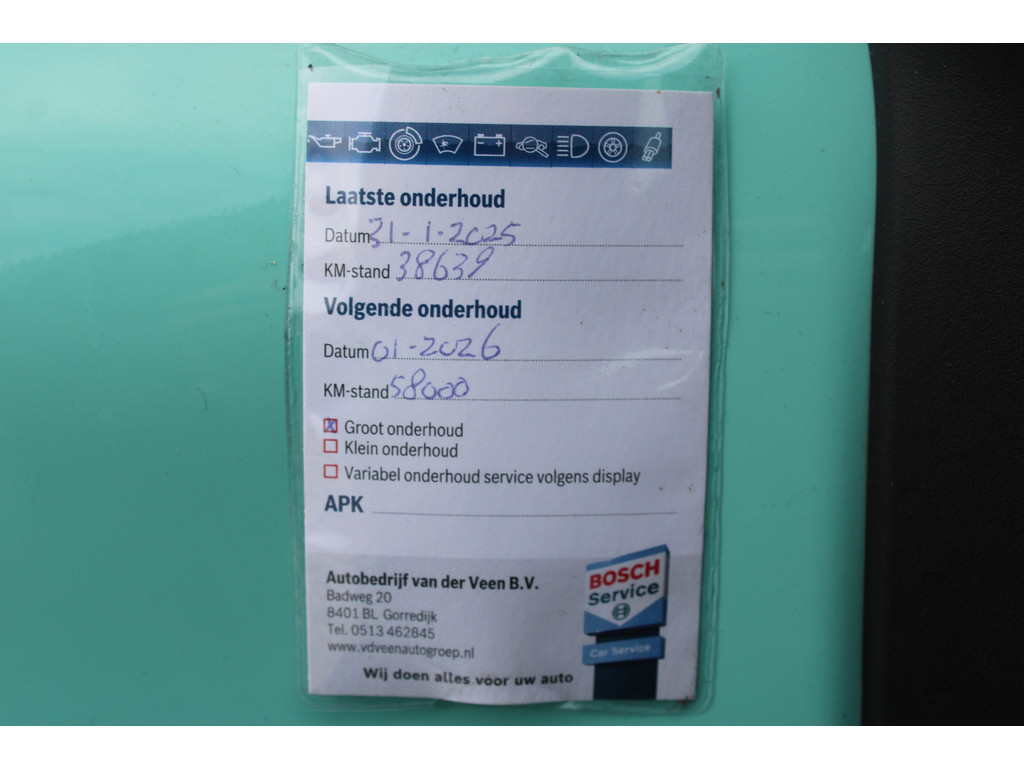 Laatste onderhoud
Datum 31-1-2025
KM-stand 38639
Volgende onderhoud
Datum 01-2026
KM-stand 58000
X Groot onderhoud
Klein onderhoud
Variabel onderhoud service volgens display
APK
Autobedrijf van der Veen B.V.
Badweg 20
8401 BL Gorredijk
Tel. 0513 462845
www.vdveenautogroep.nl
Wij doen alles voor uw auto
BOSCH
Service
Car Service